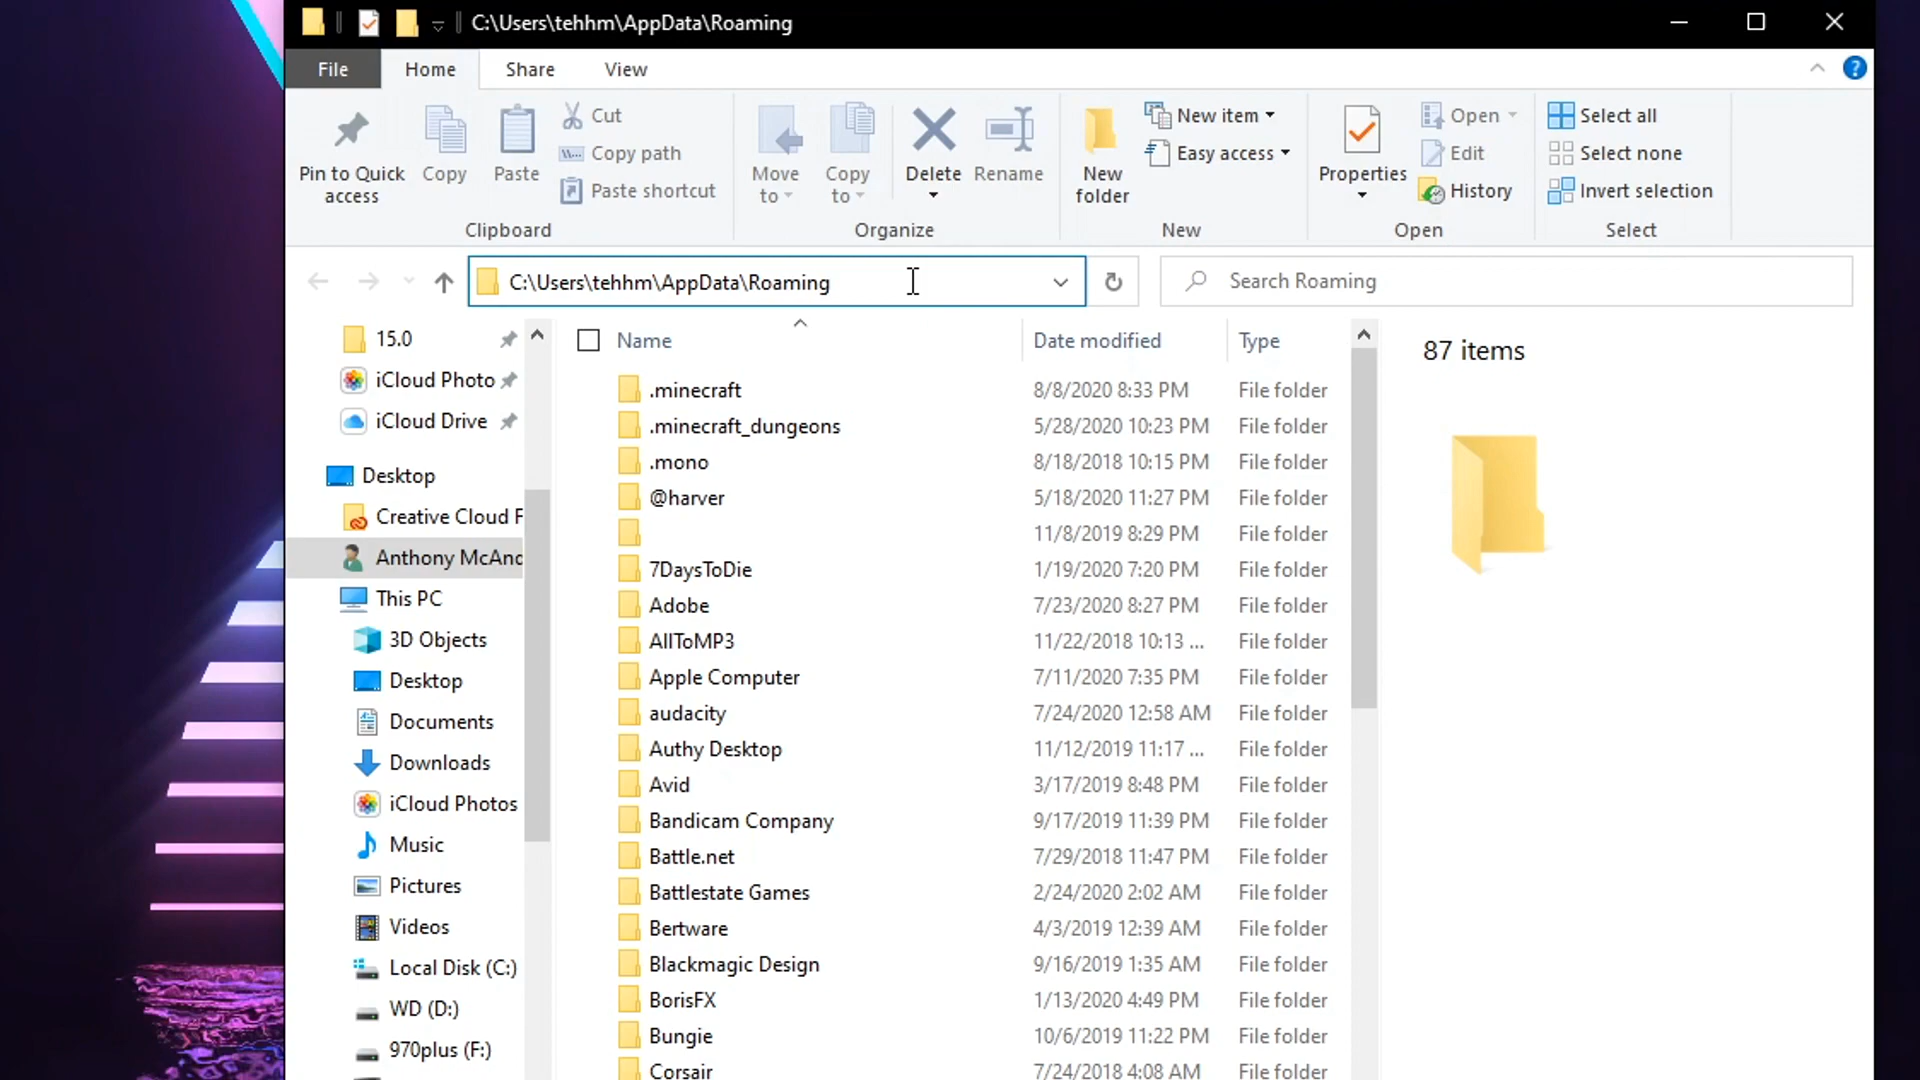 C:\Users\tehhm\AppData\Roaming
File Home Share View
Pin to Quick access
Copy
Paste
Cut
Copy path
Paste shortcut
Clipboard
Move to
Copy to
Delete
Rename
Organize
New folder
New item
Easy access
New
Properties
Open
Edit
History
Open
Select all
Select none
Invert selection
Select
C:\Users\tehhm\AppData\Roaming
Search Roaming
15.0
iCloud Photo
iCloud Drive
Desktop
Creative Cloud F
Anthony McAnd
This PC
3D Objects
Desktop
Documents
Downloads
iCloud Photos
Music
Pictures
Videos
Local Disk (C:)
WD (D:)
970plus (F:)
Name Date modified Type
.minecraft 8/8/2020 8:33 PM File folder
.minecraft_dungeons 5/28/2020 10:23 PM File folder
.mono 8/18/2018 10:15 PM File folder
@harver 5/18/2020 11:27 PM File folder
11/8/2019 8:29 PM File folder
7DaysToDie 1/19/2020 7:20 PM File folder
Adobe 7/23/2020 8:27 PM File folder
AllToMP3 11/22/2018 10:13 ... File folder
Apple Computer 7/11/2020 7:35 PM File folder
audacity 7/24/2020 12:58 AM File folder
Authy Desktop 11/12/2019 11:17 ... File folder
Avid 3/17/2019 8:48 PM File folder
Bandicam Company 9/17/2019 11:39 PM File folder
Battle.net 7/29/2018 11:47 PM File folder
Battlestate Games 2/24/2020 2:02 AM File folder
Bertware 4/3/2019 12:39 AM File folder
Blackmagic Design 9/16/2019 1:35 AM File folder
BorisFX 1/13/2020 4:49 PM File folder
Bungie 10/6/2019 11:22 PM File folder
Corsair 7/24/2018 4:08 AM File folder
87 items